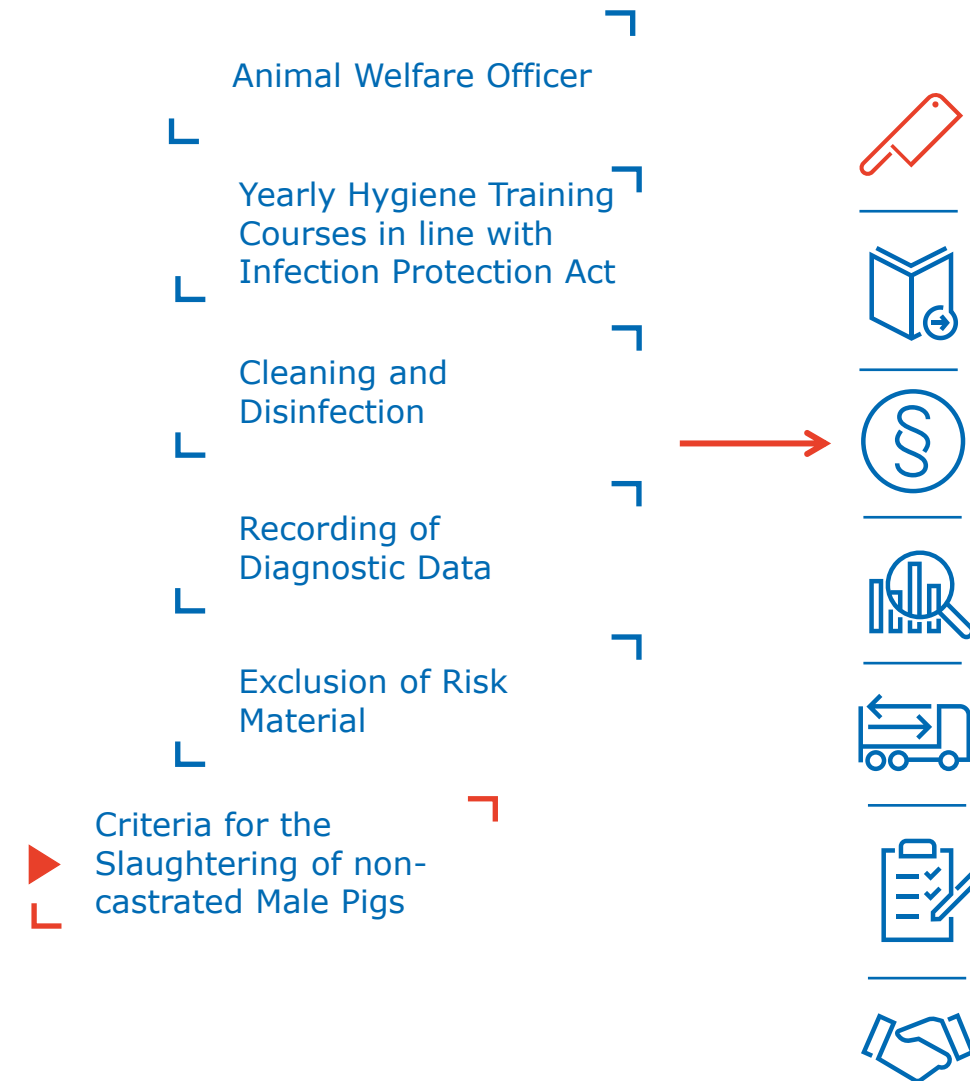 Animal Welfare Officer
Yearly Hygiene Training
Courses in line with
Infection Protection Act
Cleaning and
Disinfection
Recording of
Diagnostic Data
Exclusion of Risk
Material
Criteria for the
Slaughtering of non-
castrated Male Pigs
§